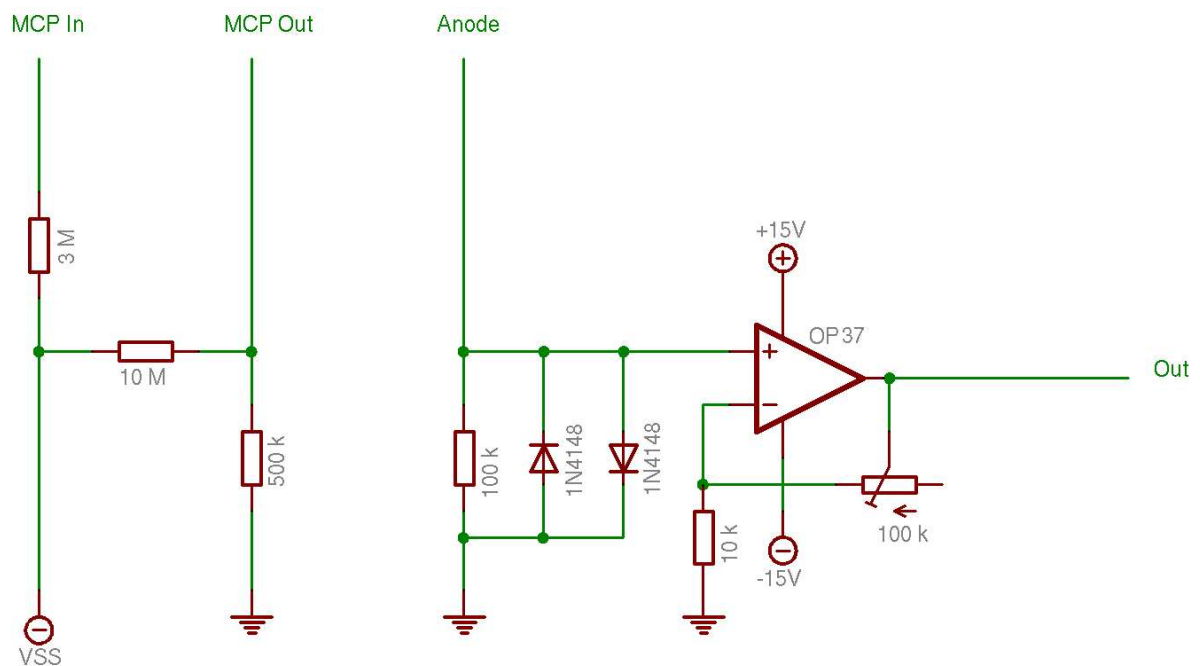 MCP In
MCP Out
Anode
3 M
10 M
500 k
VSS
100 k
1N4148
1N4148
+15V
OP37
Out
10 k
100 k
-15V